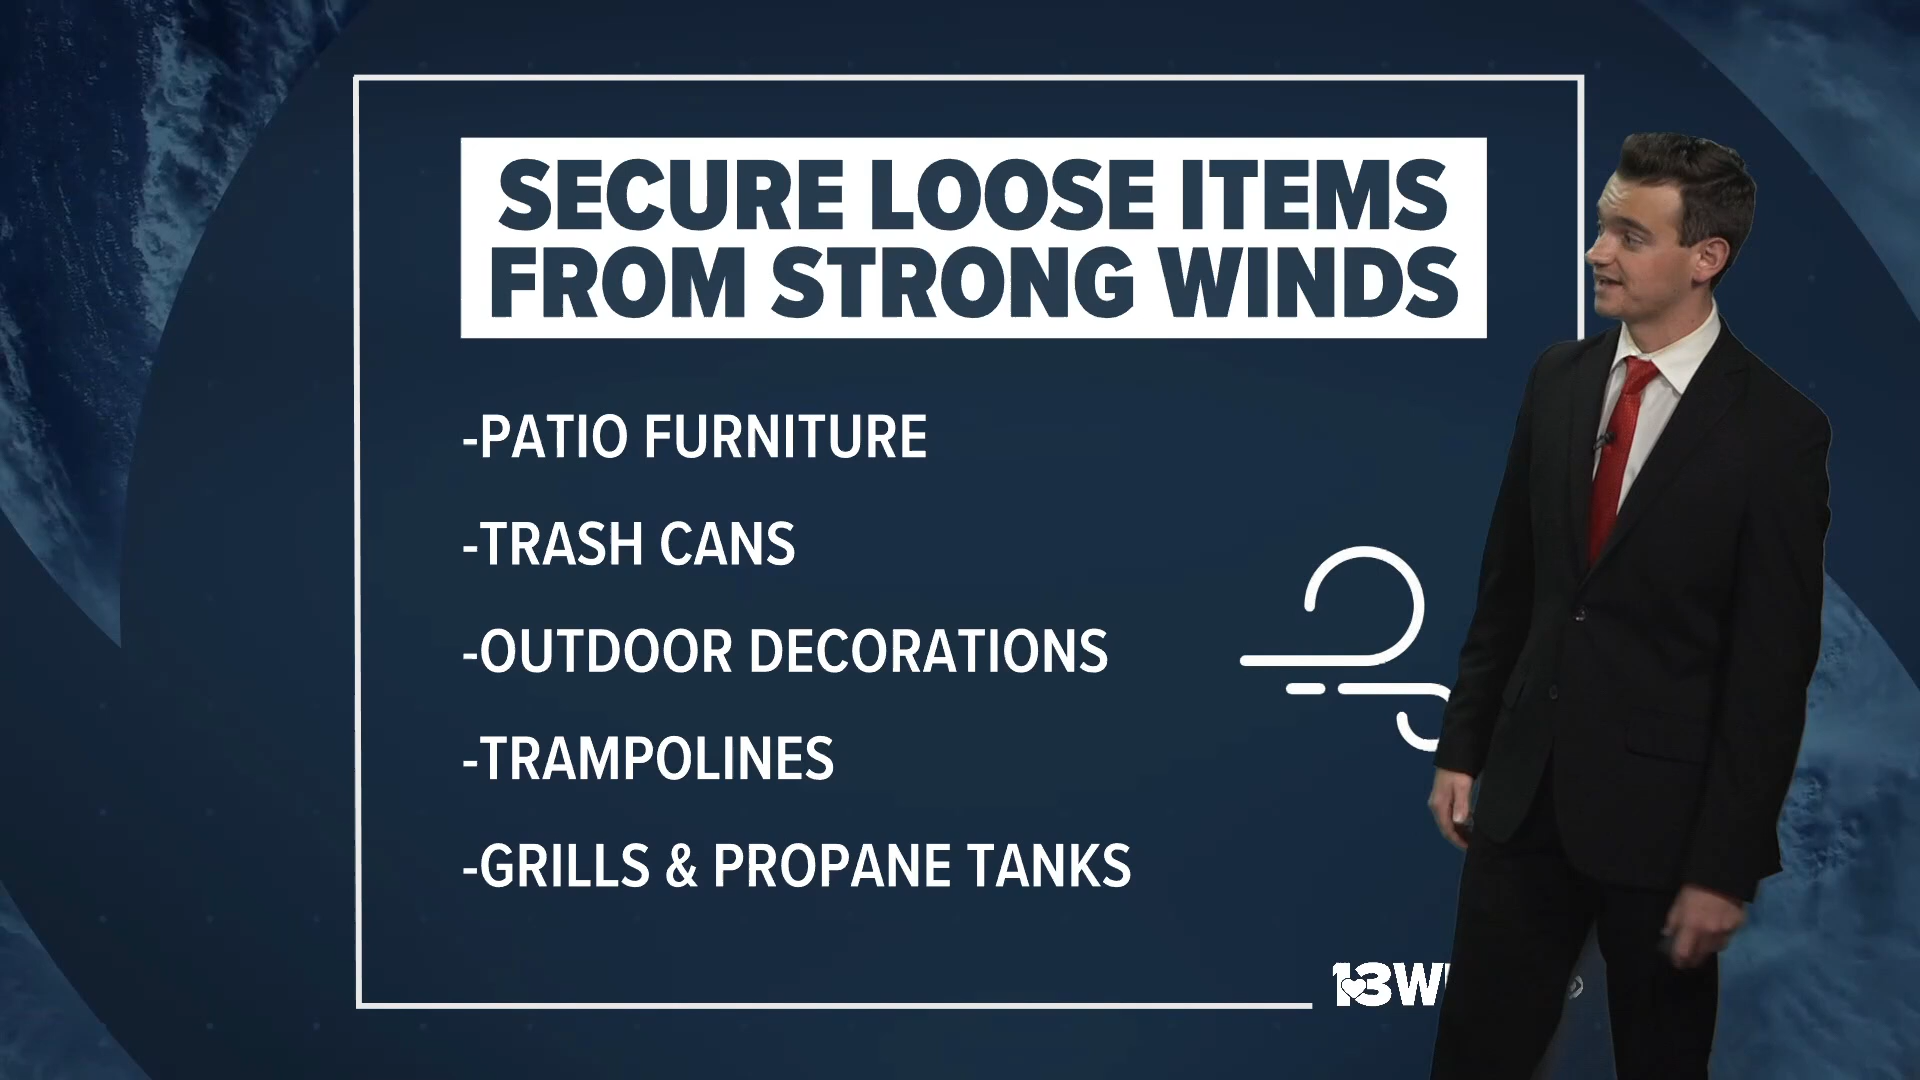 SECURE LOOSE ITEMS
FROM STRONG WINDS
-PATIO FURNITURE
-TRASH CANS
-OUTDOOR DECORATIONS
-TRAMPOLINES
-GRILLS & PROPANE TANKS